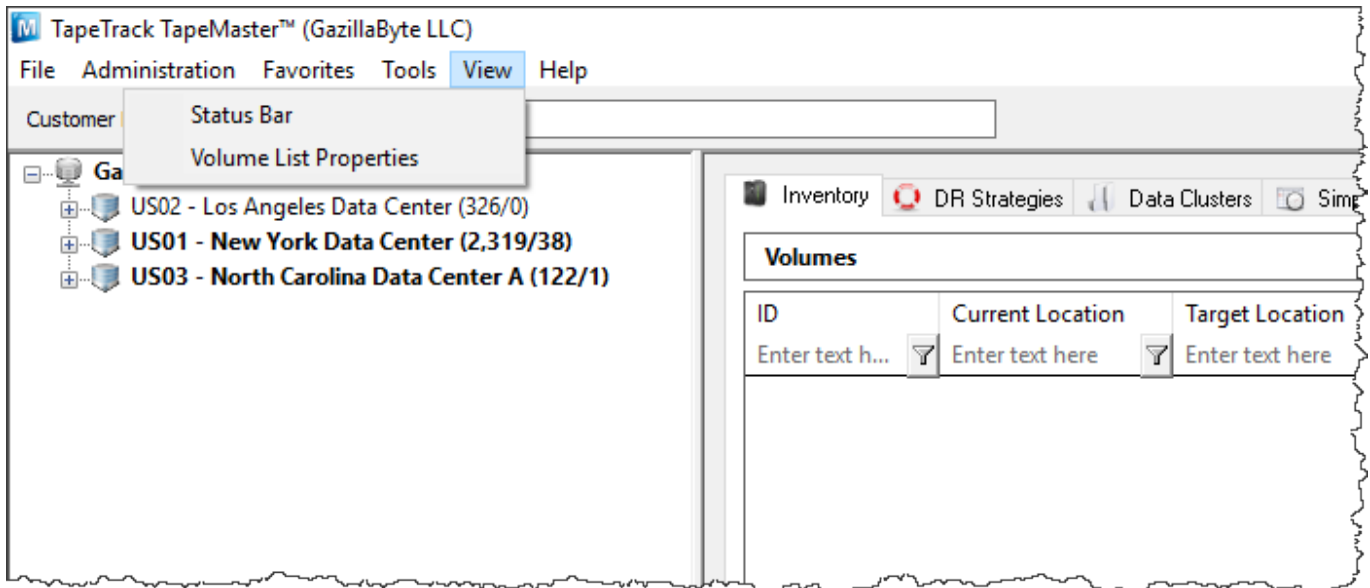 TapeTrack TapeMaster™ (GazillaByte LLC)
File Administration Favorites Tools View Help
Customer
Status Bar
Volume List Properties
Ga
US02 - Los Angeles Data Center (326/0)
US01 - New York Data Center (2,319/38)
US03 - North Carolina Data Center A (122/1)
Inventory DR Strategies Data Clusters
Volumes
ID Current Location Target Location
Enter text h... Enter text here Enter text here